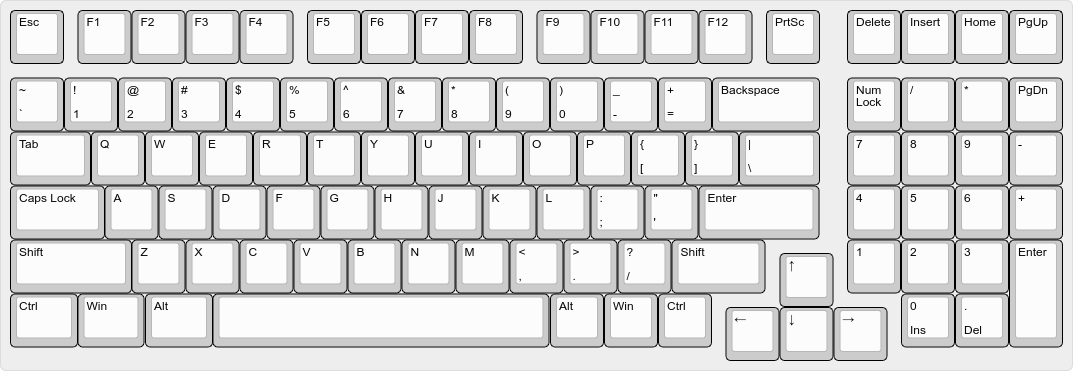 Esc F1 F2 F3 F4 F5 F6 F7 F8 F9 F10 F11 F12 PrtSc Delete Insert Home PgUp
~ ! @ # $ % ^ & * ( ) _ + Backspace Num Lock / * PgDn
` 1 2 3 4 5 6 7 8 9 0 - =
Tab Q W E R T Y U I O P { } | 7 8 9 -
[ ] \
Caps Lock A S D F G H J K L : " Enter 4 5 6 +
; '
Shift Z X C V B N M < > ? Shift ↑ 1 2 3 Enter
, . /
Ctrl Win Alt Alt Win Ctrl ← ↓ → 0 .
Ins Del